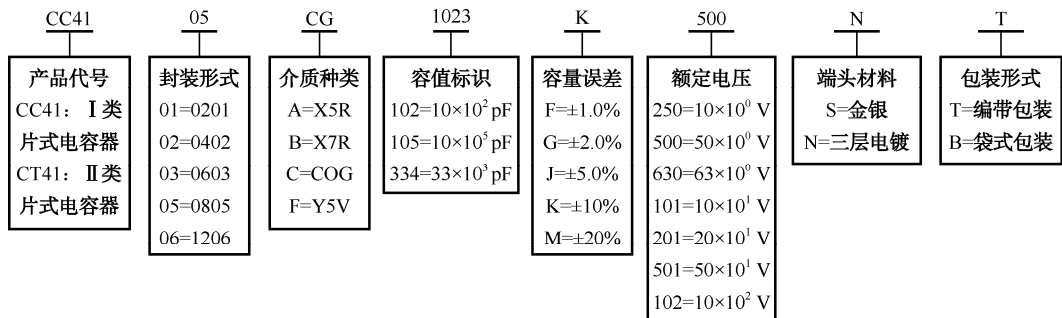 CC41 05 CG 1023 K 500 N T
产品代号
CC41：Ⅰ类
片式电容器
CT41：Ⅱ类
片式电容器
封装形式
01=0201
02=0402
03=0603
05=0805
06=1206
介质种类
A=X5R
B=X7R
C=COG
F=Y5V
容值标识
102=10×10² pF
105=10×10⁵ pF
334=33×10³ pF
容量误差
F=±1.0%
G=±2.0%
J=±5.0%
K=±10%
M=±20%
额定电压
250=10×10⁰ V
500=50×10⁰ V
630=63×10⁰ V
101=10×10¹ V
201=20×10¹ V
501=50×10¹ V
102=10×10² V
端头材料
S=金银
N=三层电镀
包装形式
T=编带包装
B=袋式包装